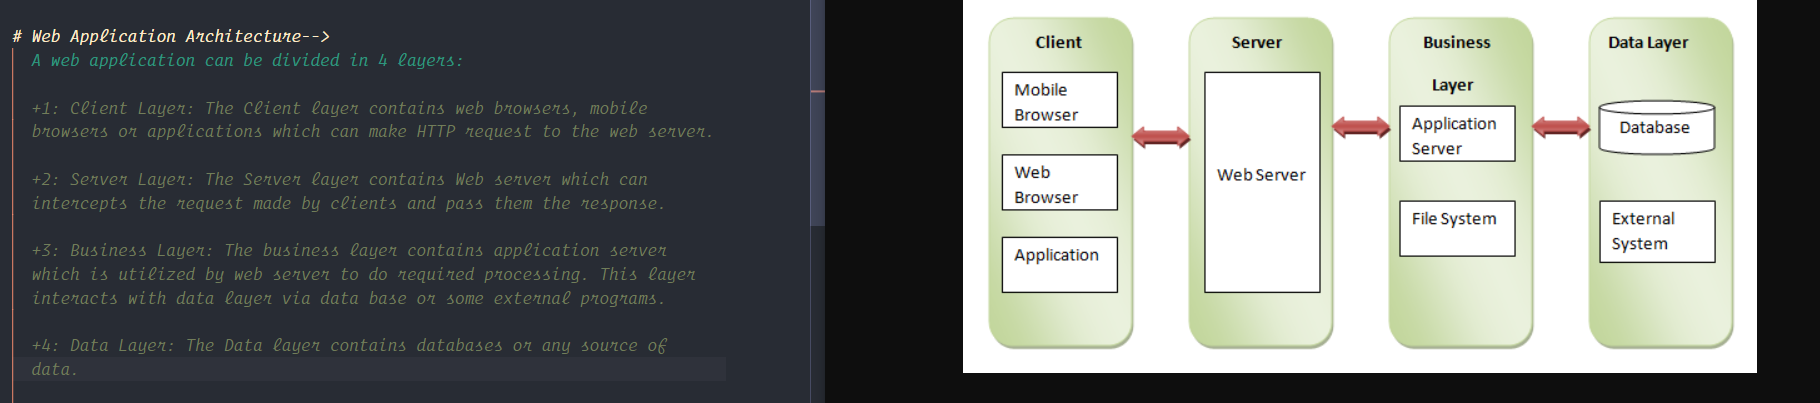 # Web Application Architecture-->
A web application can be divided in 4 layers:
+1: Client Layer: The Client layer contains web browsers, mobile
browsers or applications which can make HTTP request to the web server.
+2: Server Layer: The Server layer contains Web server which can
intercepts the request made by clients and pass them the response.
+3: Business Layer: The business layer contains application server
which is utilized by web server to do required processing. This layer
interacts with data layer via data base or some external programs.
+4: Data Layer: The Data layer contains databases or any source of
data.
Client
Mobile
Browser
Web
Browser
Application
Server
Web Server
Business
Layer
Application
Server
File System
Data Layer
Database
External
System